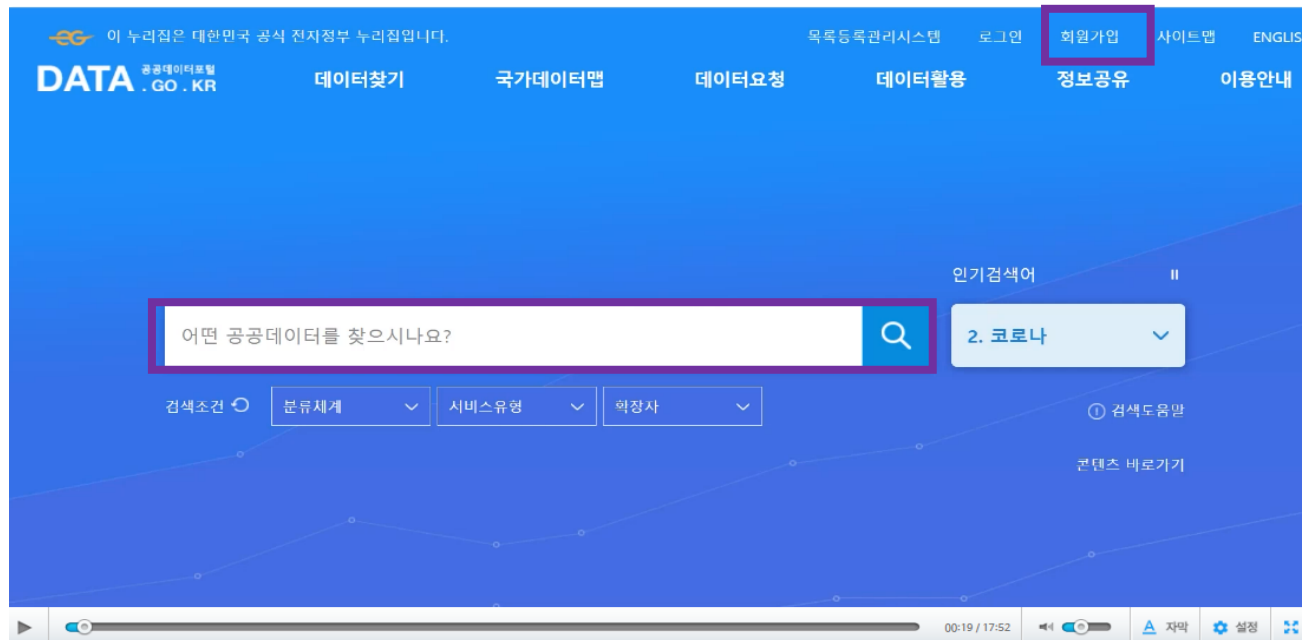 이 누리집은 대한민국 공식 전자정부 누리집입니다.
목록등록관리시스템 로그인 회원가입 사이트맵 ENGLIS
DATA 공공데이터포털 .GO.KR 데이터찾기 국가데이터맵 데이터요청 데이터활용 정보공유 이용안내
인기검색어
어떤 공공데이터를 찾으시나요?
2. 코로나
검색조건 분류체계 서비스유형 확장자
검색도움말
콘텐츠 바로가기
00:19 / 17:52 A 자막 설정